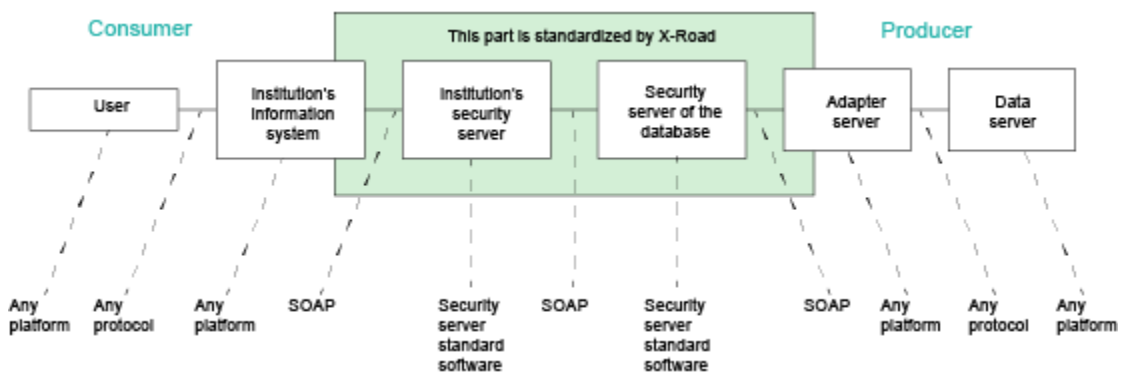 Consumer
This part is standardized by X-Road
Producer
User
Institution's
information
system
Institution's
security
server
Security
server of the
database
Adapter
server
Data
server
Any
platform
Any
protocol
Any
platform
SOAP
Security
server
standard
software
SOAP
Security
server
standard
software
SOAP
Any
platform
Any
protocol
Any
platform